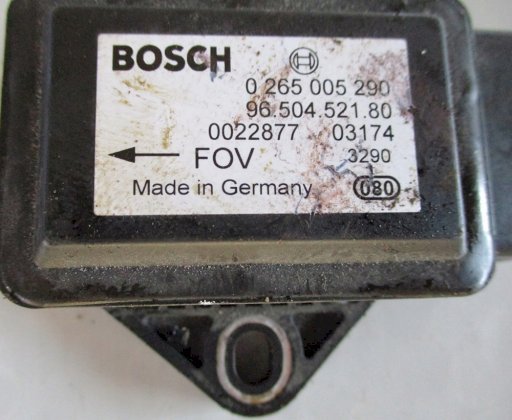 BOSCH
0 265 005 290
96.504.521.80
0022877 03174
FOV 3290
Made in Germany 080